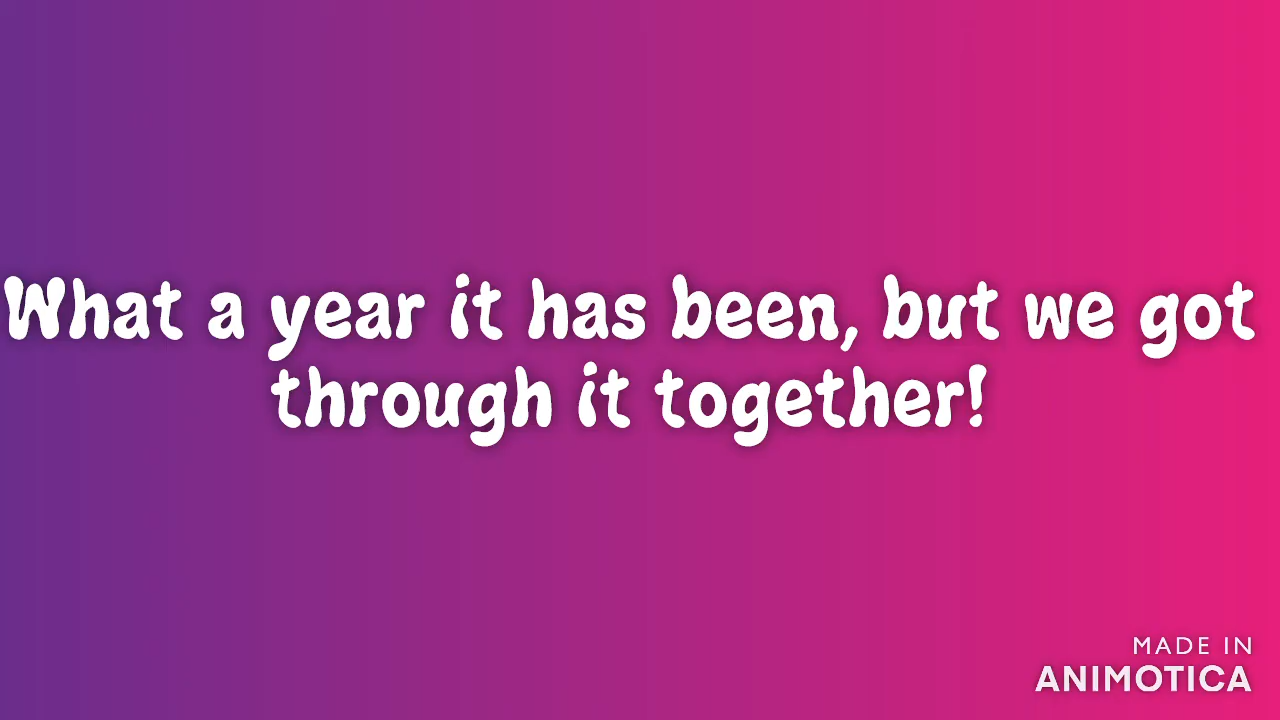 What a year it has been, but we got
through it together!
MADE IN
ANIMOTICA